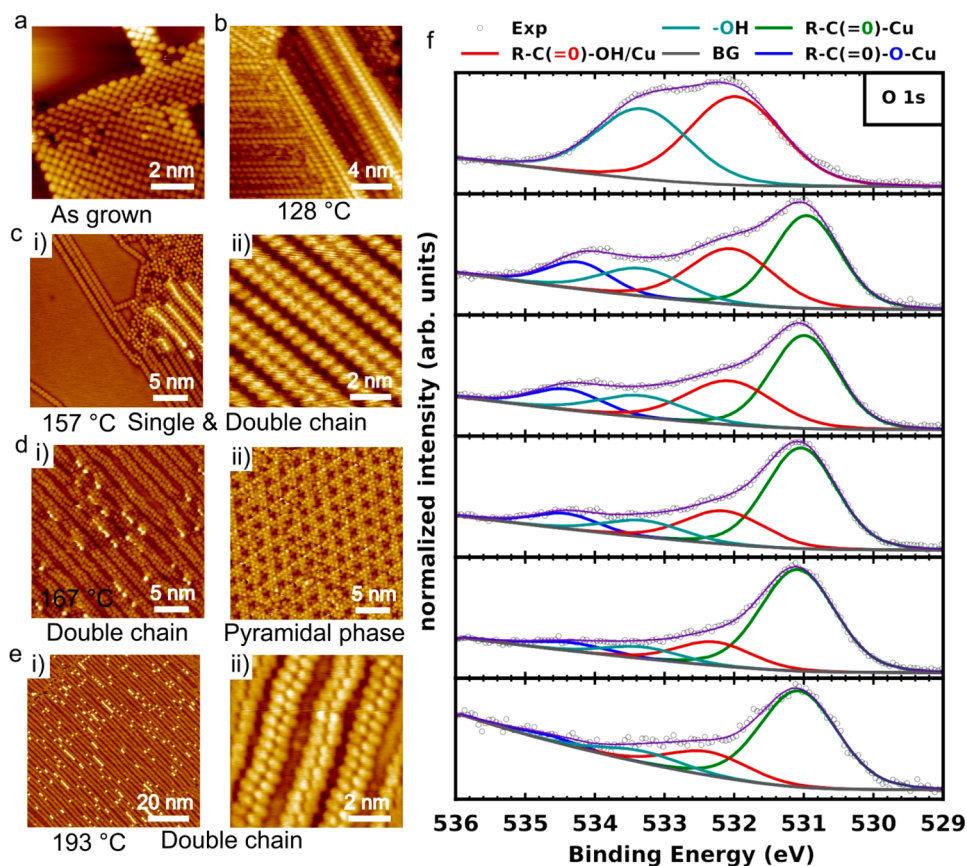 a
b
2 nm
4 nm
As grown
128 °C
c
i)
ii)
5 nm
2 nm
157 °C Single & Double chain
d
i)
ii)
167 °C
5 nm
5 nm
Double chain
Pyramidal phase
e
i)
ii)
20 nm
2 nm
193 °C
Double chain
f
Exp
-OH
R-C(=0)-Cu
R-C(=0)-OH/Cu
BG
R-C(=0)-O-Cu
O 1s
normalized intensity (arb. units)
536 535 534 533 532 531 530 529
Binding Energy (eV)